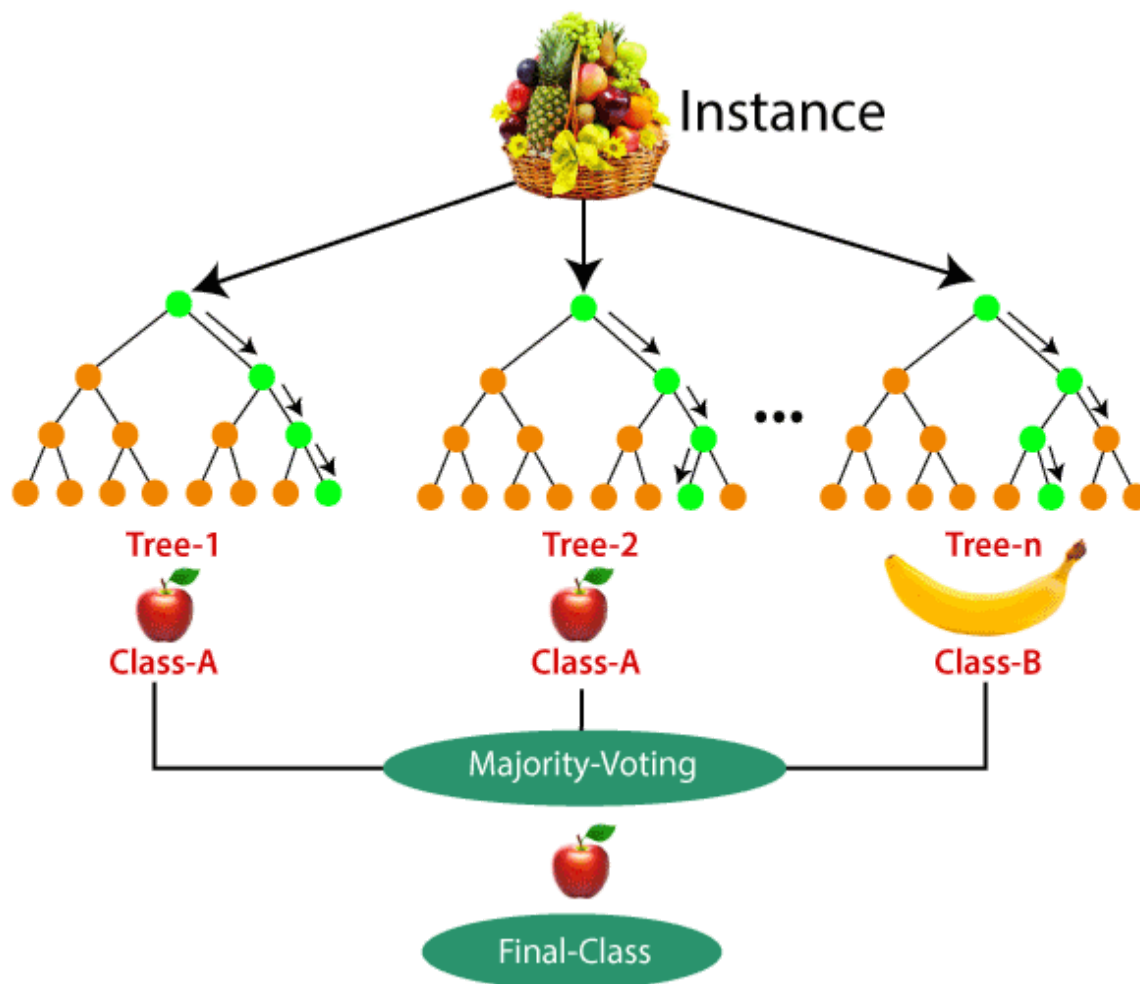 Instance
...
Tree-1
Tree-2
Tree-n
Class-A
Class-A
Class-B
Majority-Voting
Final-Class